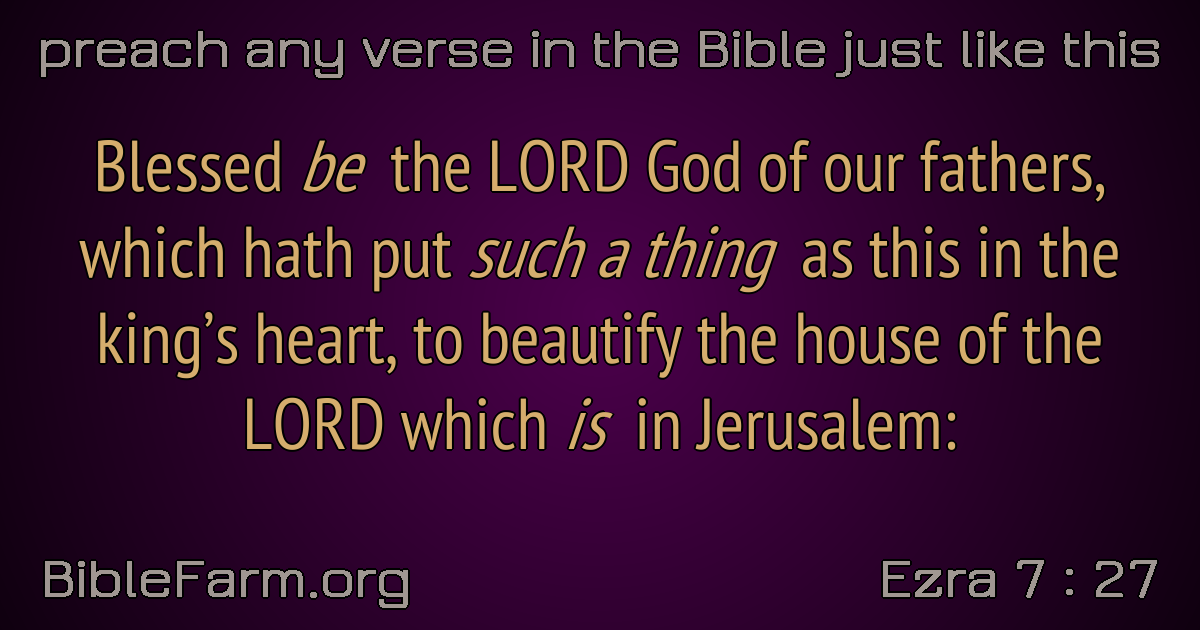 preach any verse in the Bible just like this
Blessed be the LORD God of our fathers,
which hath put such a thing as this in the
king’s heart, to beautify the house of the
LORD which is in Jerusalem:
BibleFarm.org
Ezra 7 : 27